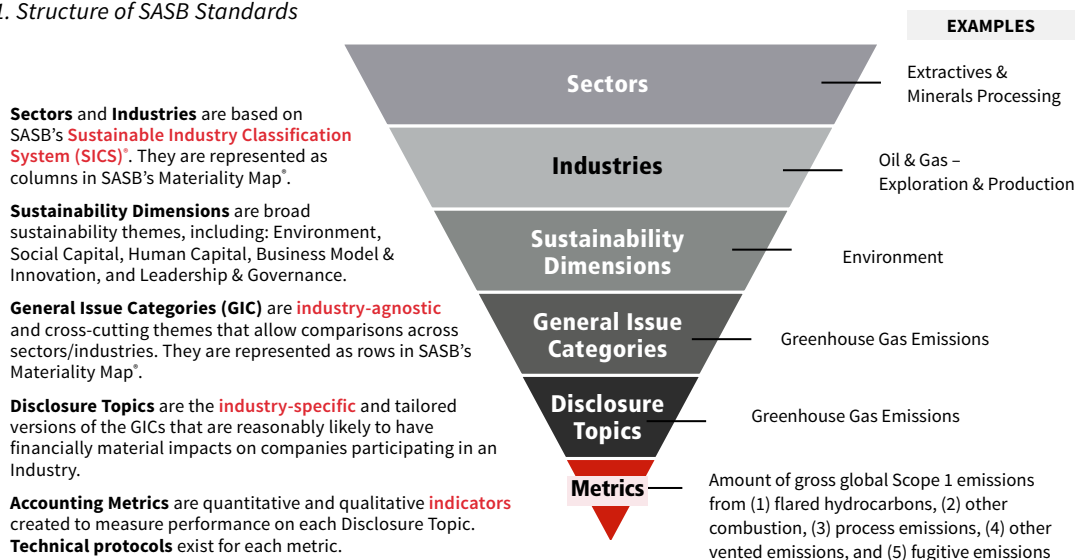 1. Structure of SASB Standards
EXAMPLES
Sectors and Industries are based on
SASB’s Sustainable Industry Classification
System (SICS)®. They are represented as
columns in SASB’s Materiality Map®.
Sustainability Dimensions are broad
sustainability themes, including: Environment,
Social Capital, Human Capital, Business Model &
Innovation, and Leadership & Governance.
General Issue Categories (GIC) are industry-agnostic
and cross-cutting themes that allow comparisons across
sectors/industries. They are represented as rows in SASB’s
Materiality Map®.
Disclosure Topics are the industry-specific and tailored
versions of the GICs that are reasonably likely to have
financially material impacts on companies participating in an
Industry.
Accounting Metrics are quantitative and qualitative indicators
created to measure performance on each Disclosure Topic.
Technical protocols exist for each metric.
Sectors
Extractives &
Minerals Processing
Industries
Oil & Gas –
Exploration & Production
Sustainability
Dimensions
Environment
General Issue
Categories
Greenhouse Gas Emissions
Disclosure
Topics
Greenhouse Gas Emissions
Metrics
Amount of gross global Scope 1 emissions
from (1) flared hydrocarbons, (2) other
combustion, (3) process emissions, (4) other
vented emissions, and (5) fugitive emissions